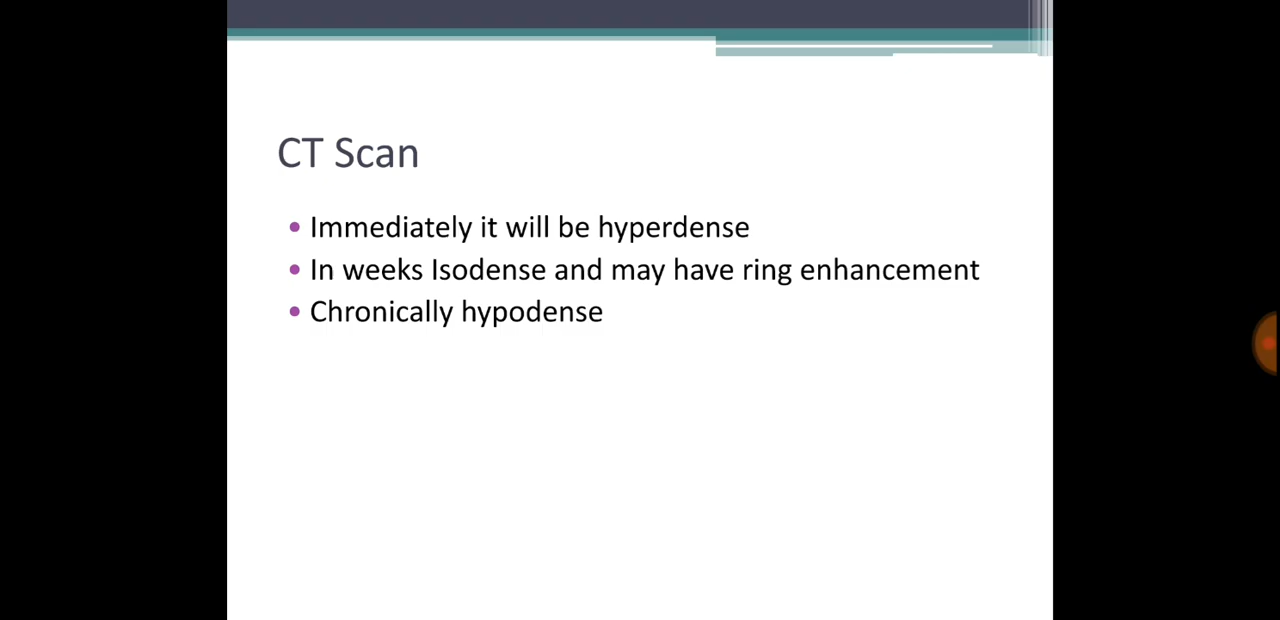 CT Scan
• Immediately it will be hyperdense
• In weeks Isodense and may have ring enhancement
• Chronically hypodense